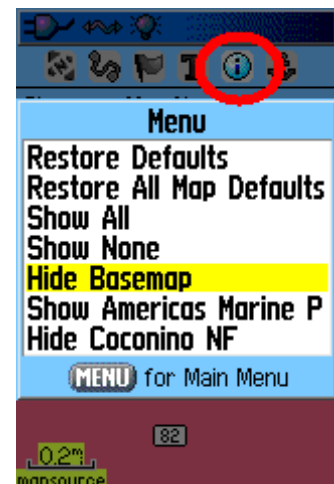 T
Menu
Restore Defaults
Restore All Map Defaults
Show All
Show None
Hide Basemap
Show Americas Marine P
Hide Coconino NF
MENU for Main Menu
82
0.2m
mapsource